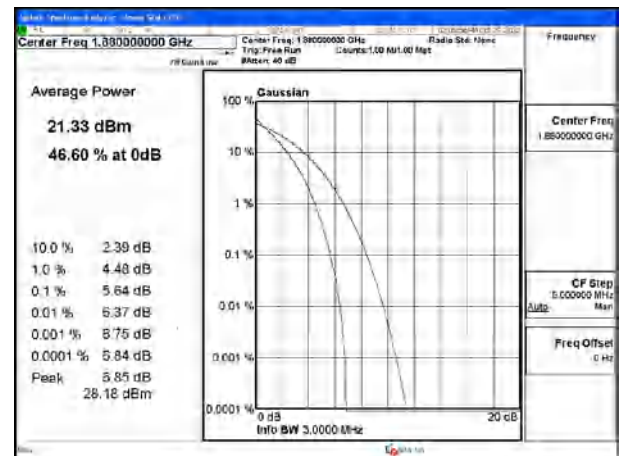 Center Freq 1.880000000 GHz
Center Freq: 1.880000000 GHz
Radio Std: None
Trig: Free Run
Counts:1.00 M/1.00 Mpt
#Atten: 40 dB
Frequency
Average Power
21.33 dBm
46.60 % at 0dB
10.0 % 2.39 dB
1.0 % 4.48 dB
0.1 % 5.64 dB
0.01 % 6.37 dB
0.001 % 6.75 dB
0.0001 % 6.84 dB
Peak 6.85 dB
28.18 dBm
Gaussian
100 %
10 %
1 %
0.1 %
0.01 %
0.001 %
0.0001 %
0 dB
20 dB
Info BW 3.0000 MHz
Center Freq
1.880000000 GHz
CF Step
5.000000 MHz
Auto Man
Freq Offset
0 Hz